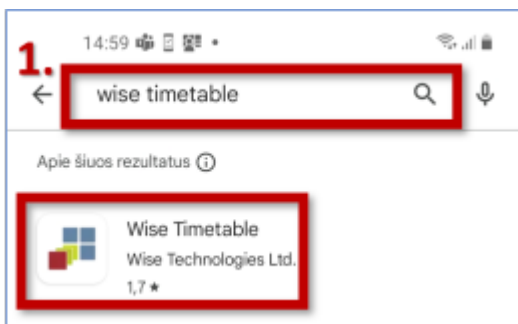 14:59
1.
wise timetable
Apie šiuos rezultatus
Wise Timetable
Wise Technologies Ltd.
1,7 ★